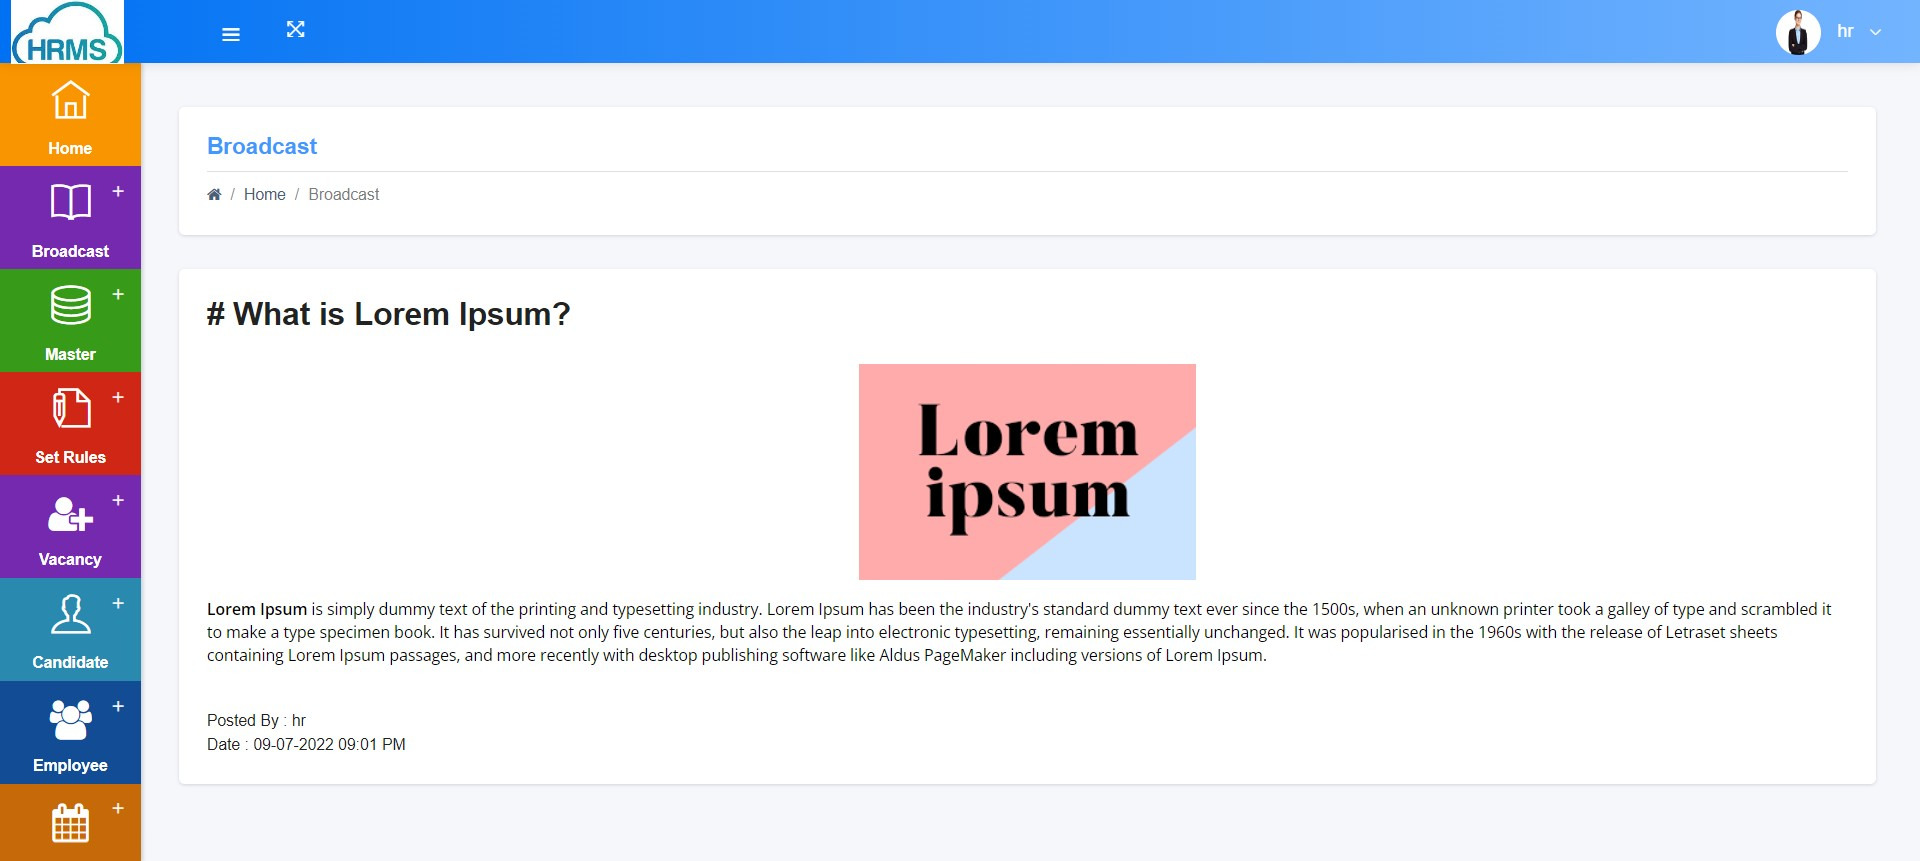 HRMS
hr
Home
+
Broadcast
+
Master
+
Set Rules
+
Vacancy
+
Candidate
+
Employee
+
Broadcast
/ Home / Broadcast
# What is Lorem Ipsum?
Lorem
ipsum
Lorem Ipsum is simply dummy text of the printing and typesetting industry. Lorem Ipsum has been the industry's standard dummy text ever since the 1500s, when an unknown printer took a galley of type and scrambled it
to make a type specimen book. It has survived not only five centuries, but also the leap into electronic typesetting, remaining essentially unchanged. It was popularised in the 1960s with the release of Letraset sheets
containing Lorem Ipsum passages, and more recently with desktop publishing software like Aldus PageMaker including versions of Lorem Ipsum.
Posted By : hr
Date : 09-07-2022 09:01 PM